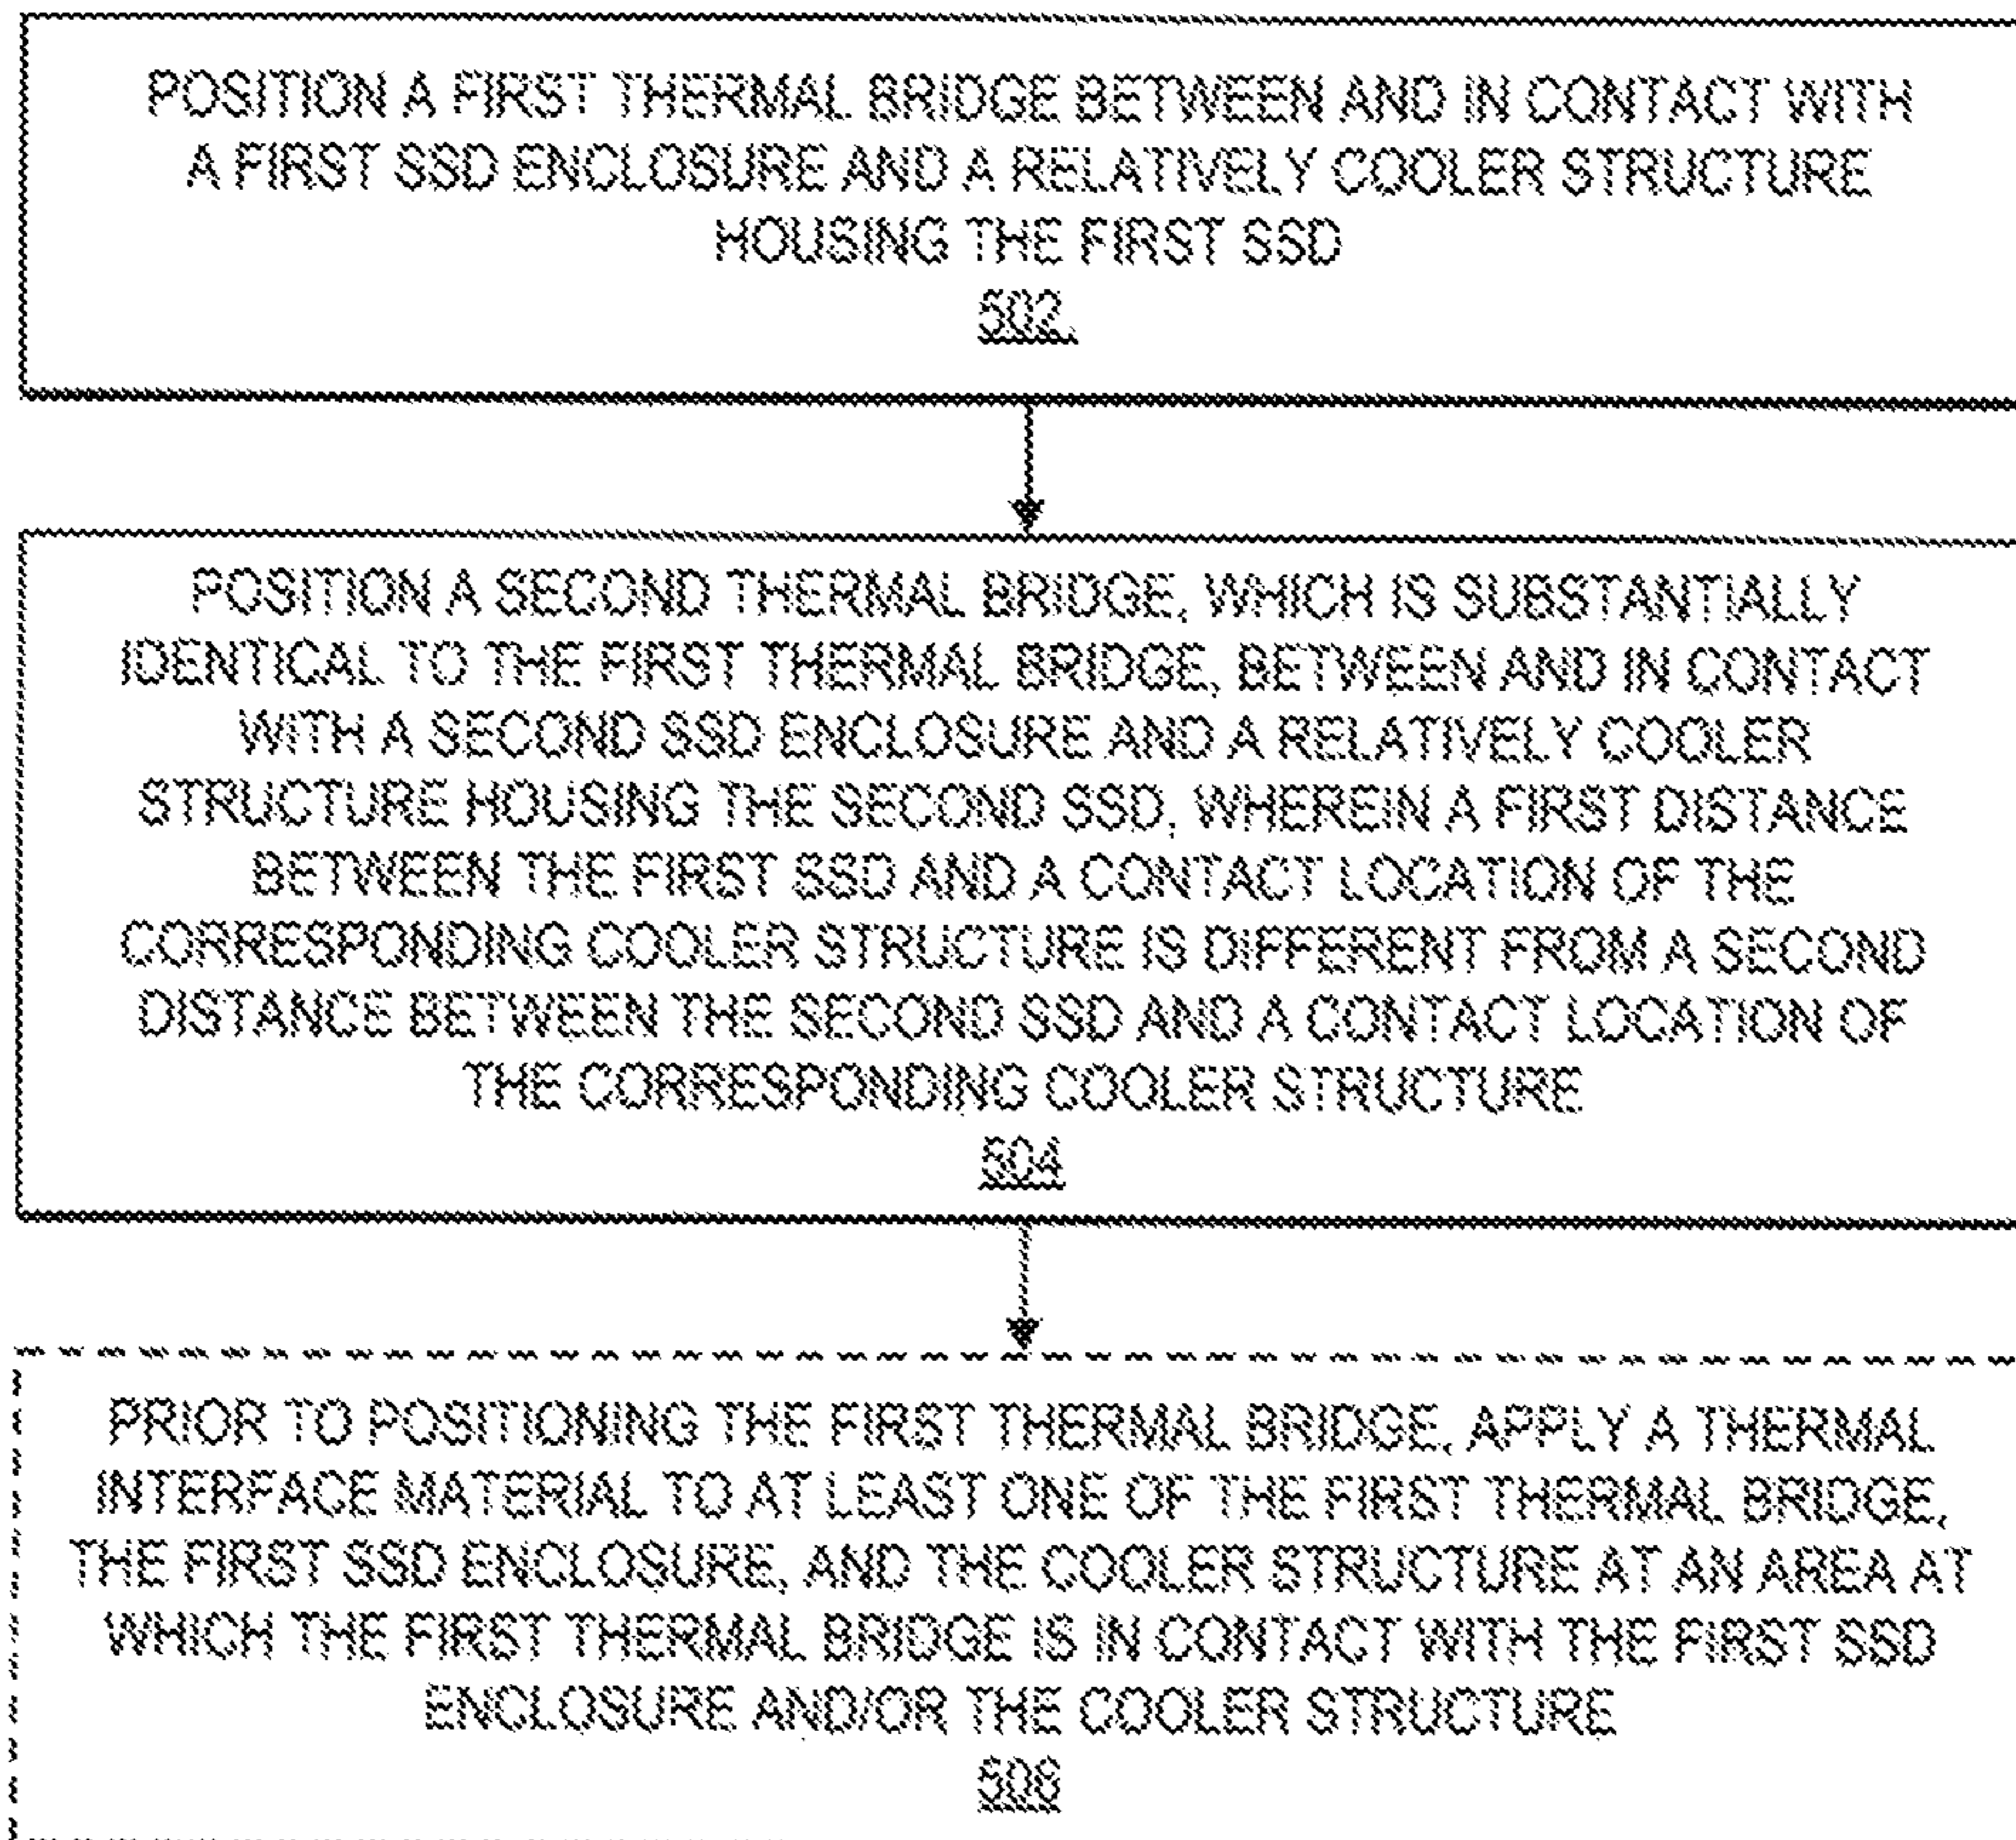 POSITION A FIRST THERMAL BRIDGE BETWEEN AND IN CONTACT WITH
A FIRST SSD ENCLOSURE AND A RELATIVELY COOLER STRUCTURE
HOUSING THE FIRST SSD
502
POSITION A SECOND THERMAL BRIDGE, WHICH IS SUBSTANTIALLY
IDENTICAL TO THE FIRST THERMAL BRIDGE, BETWEEN AND IN CONTACT
WITH A SECOND SSD ENCLOSURE AND A RELATIVELY COOLER
STRUCTURE HOUSING THE SECOND SSD, WHEREIN A FIRST DISTANCE
BETWEEN THE FIRST SSD AND A CONTACT LOCATION OF THE
CORRESPONDING COOLER STRUCTURE IS DIFFERENT FROM A SECOND
DISTANCE BETWEEN THE SECOND SSD AND A CONTACT LOCATION OF
THE CORRESPONDING COOLER STRUCTURE
504
PRIOR TO POSITIONING THE FIRST THERMAL BRIDGE, APPLY A THERMAL
INTERFACE MATERIAL TO AT LEAST ONE OF THE FIRST THERMAL BRIDGE,
THE FIRST SSD ENCLOSURE, AND THE COOLER STRUCTURE AT AN AREA AT
WHICH THE FIRST THERMAL BRIDGE IS IN CONTACT WITH THE FIRST SSD
ENCLOSURE AND/OR THE COOLER STRUCTURE
506